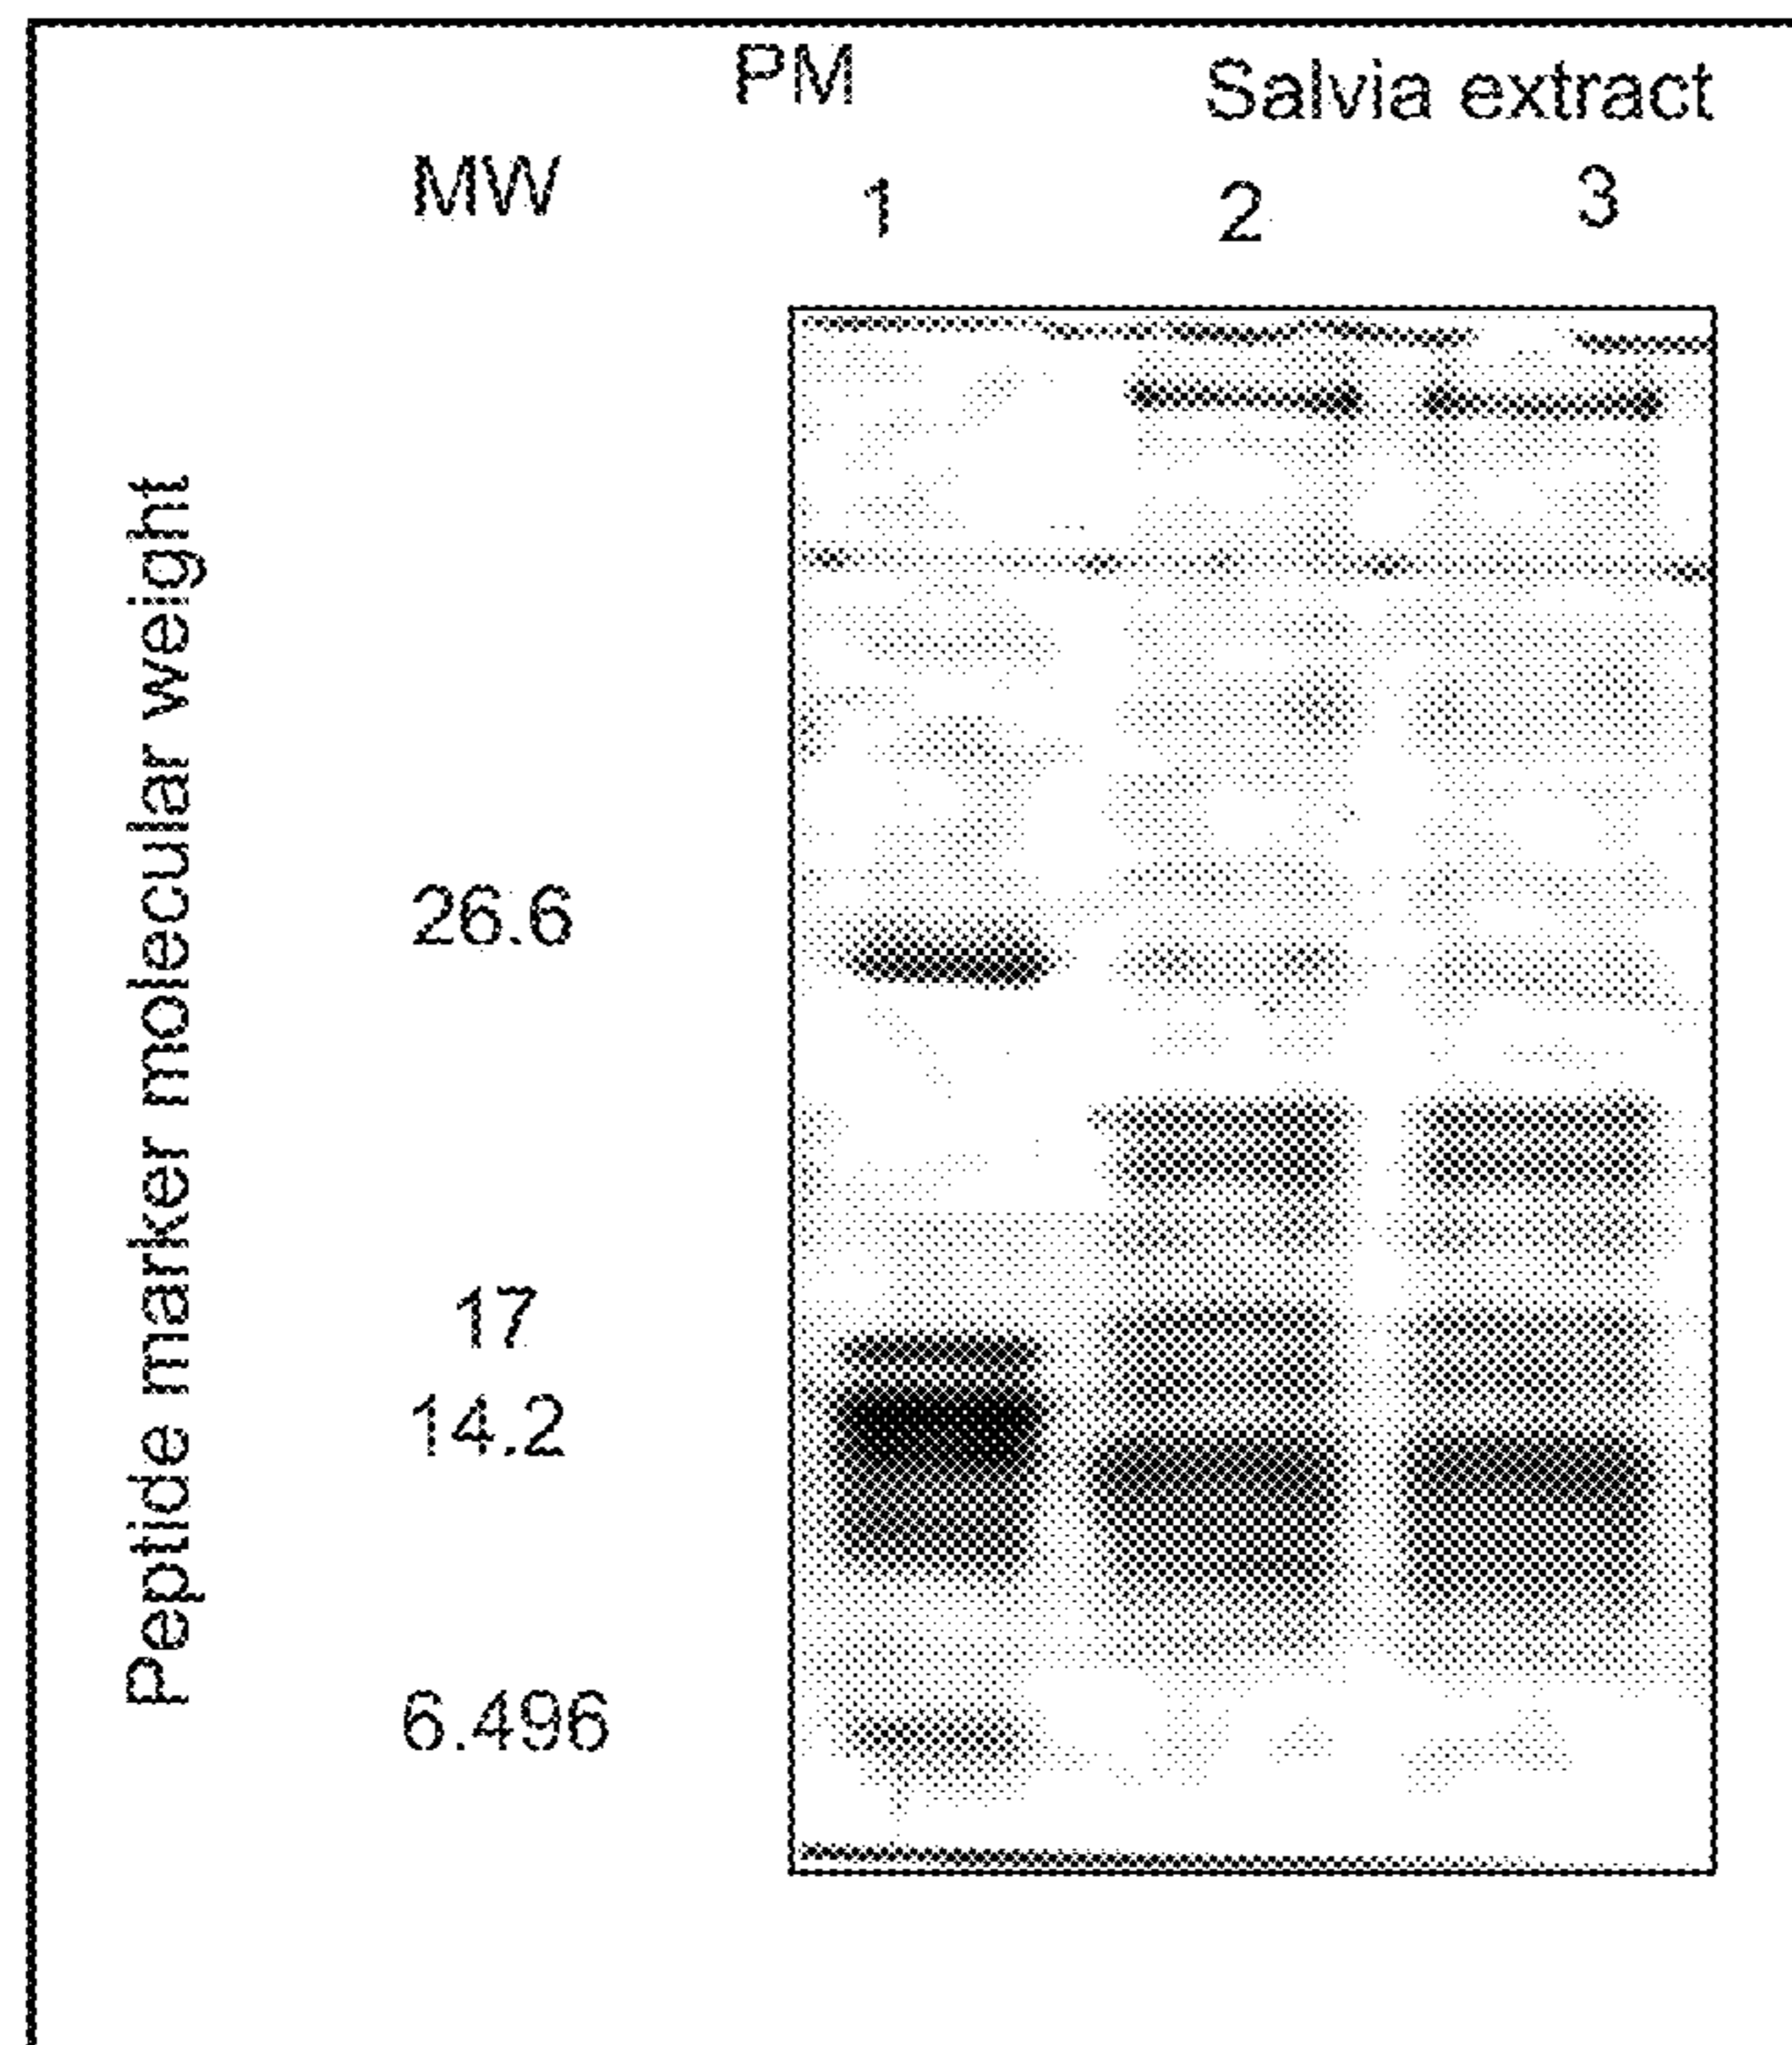 PM Salvia extract
MW 1 2 3
Peptide marker molecular weight
26.6
17
14.2
6.496